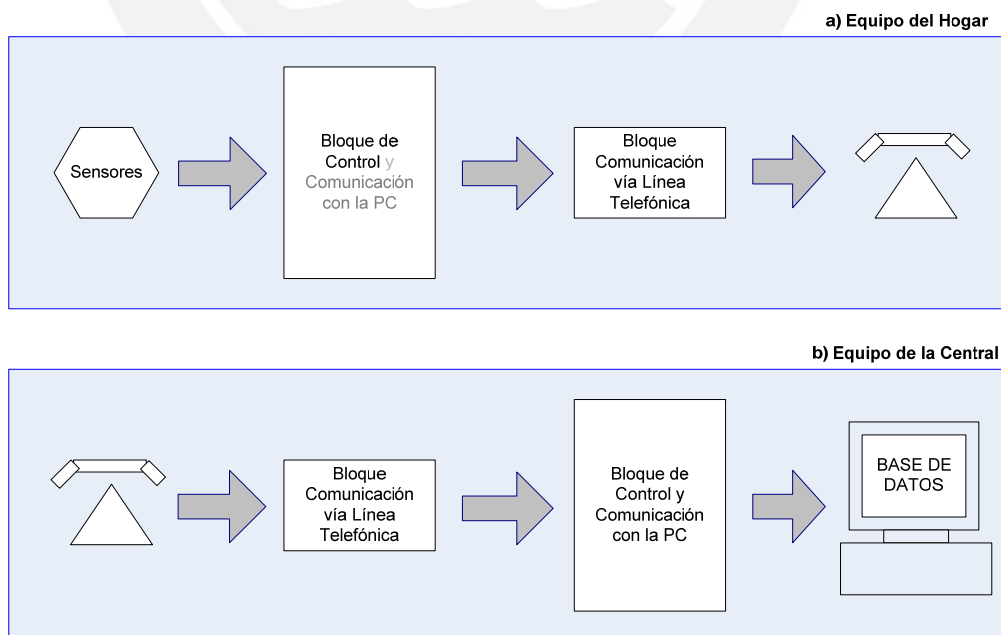 a) Equipo del Hogar
Sensores
Bloque de
Control y
Comunicación
con la PC
Bloque
Comunicación
vía Línea
Telefónica
b) Equipo de la Central
Bloque
Comunicación
vía Línea
Telefónica
Bloque de
Control y
Comunicación
con la PC
BASE DE
DATOS